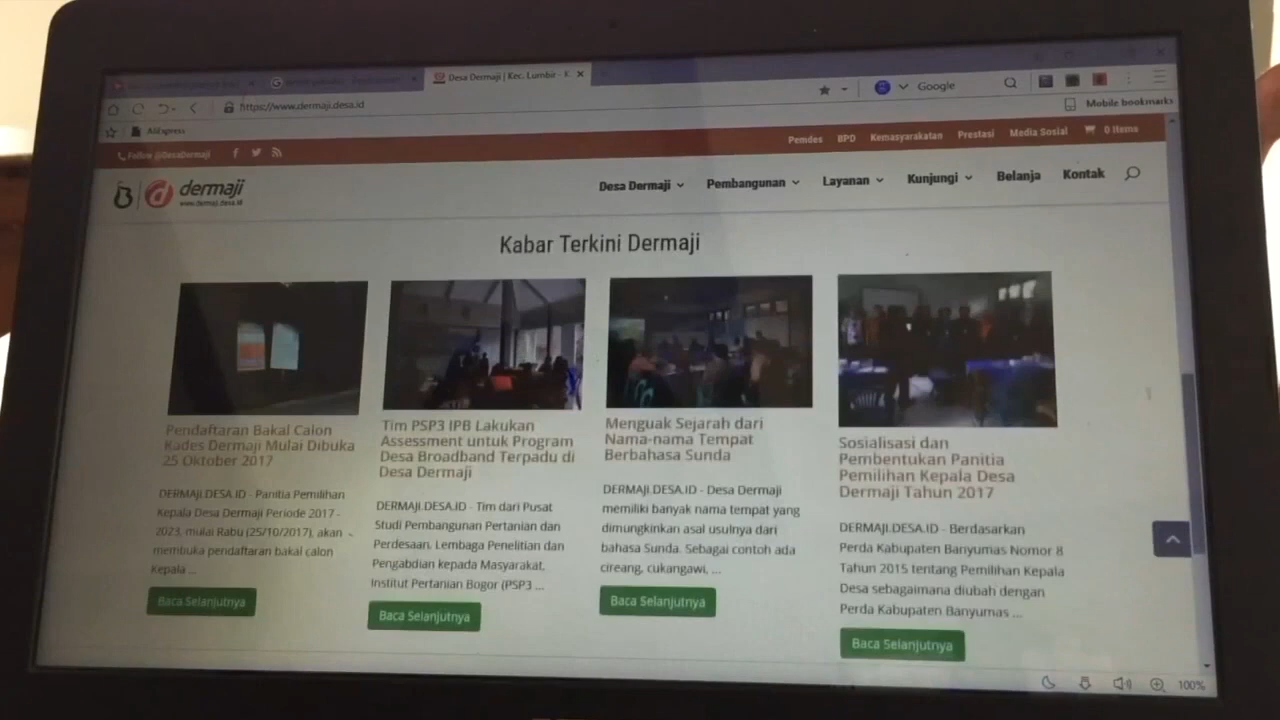 Desa Dermaji | Kec. Lumbir - K
https://www.dermaji.desa.id
Google
Mobile bookmarks
AliExpress
Follow @DesaDermaji
Pemdes BPD Kemasyarakatan Prestasi Media Sosial 0 Items
dermaji
www.dermaji.desa.id
Desa Dermaji Pembangunan Layanan Kunjungi Belanja Kontak
Kabar Terkini Dermaji
Pendaftaran Bakal Calon
Kades Dermaji Mulai Dibuka
25 Oktober 2017
DERMAJI.DESA.ID - Panitia Pemilihan
Kepala Desa Dermaji Periode 2017 -
2023, mulai Rabu (25/10/2017), akan
membuka pendaftaran bakal calon
Kepala ...
Baca Selanjutnya
Tim PSP3 IPB Lakukan
Assessment untuk Program
Desa Broadband Terpadu di
Desa Dermaji
DERMAJI.DESA.ID - Tim dari Pusat
Studi Pembangunan Pertanian dan
Perdesaan, Lembaga Penelitian dan
Pengabdian kepada Masyarakat,
Institut Pertanian Bogor (PSP3 ...
Baca Selanjutnya
Menguak Sejarah dari
Nama-nama Tempat
Berbahasa Sunda
DERMAJI.DESA.ID - Desa Dermaji
memiliki banyak nama tempat yang
dimungkinkan asal usulnya dari
bahasa Sunda. Sebagai contoh ada
cireang, cukangawi, ...
Baca Selanjutnya
Sosialisasi dan
Pembentukan Panitia
Pemilihan Kepala Desa
Dermaji Tahun 2017
DERMAJI.DESA.ID - Berdasarkan
Perda Kabupaten Banyumas Nomor 8
Tahun 2015 tentang Pemilihan Kepala
Desa sebagaimana diubah dengan
Perda Kabupaten Banyumas ...
Baca Selanjutnya
100%